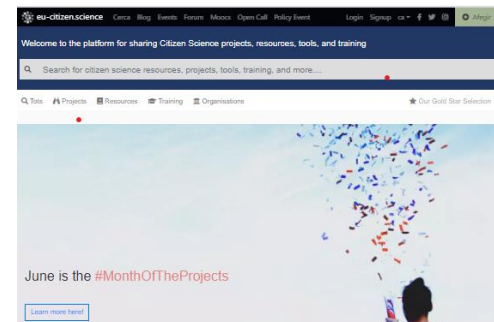 eu-citizen.science Cerca Blog Events Forum Moocs Open Call Policy Event Login Signup ca Afegir
Welcome to the platform for sharing Citizen Science projects, resources, tools, and training
Search for citizen science resources, projects, tools, training, and more....
Tots Projects Resources Training Organisations Our Gold Star Selection
June is the #MonthOfTheProjects
Learn more here!